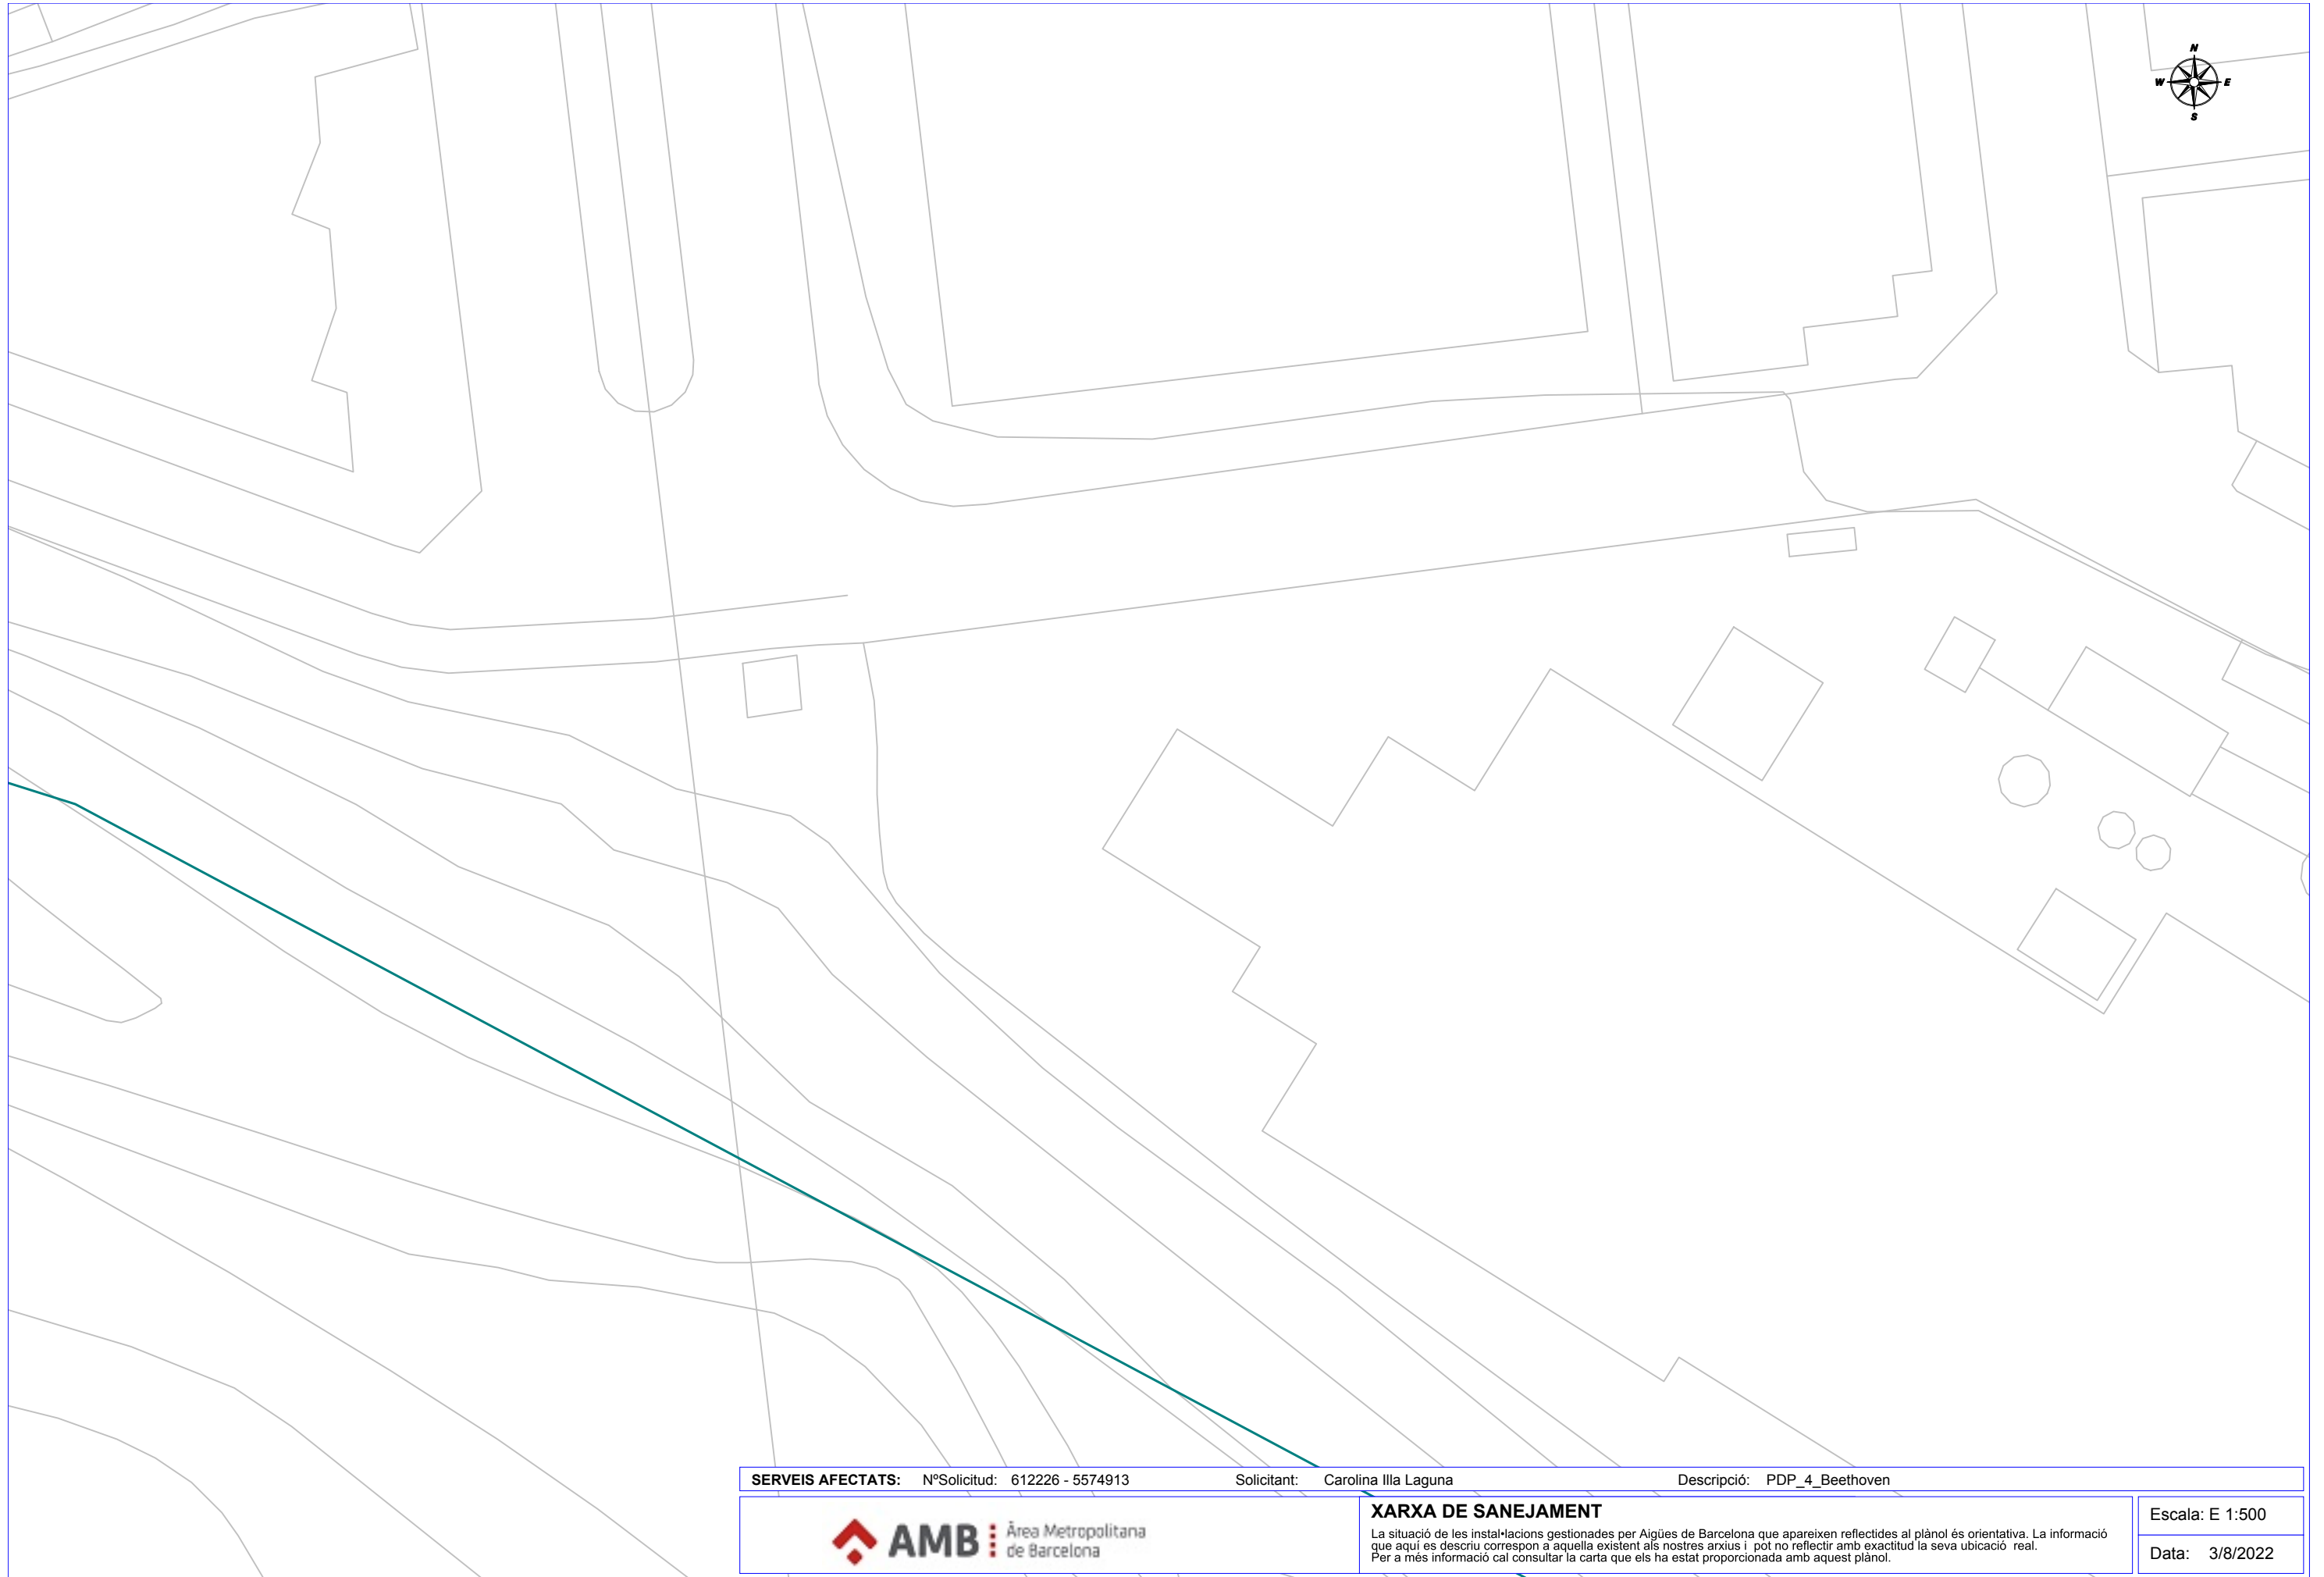 N
W E
S
SERVEIS AFECTATS: NºSolicitud: 612226 - 5574913 Solicitant: Carolina Illa Laguna Descripció: PDP_4_Beethoven
AMB Àrea Metropolitana
de Barcelona
XARXA DE SANEJAMENT
La situació de les instal•lacions gestionades per Aigües de Barcelona que apareixen reflectides al plànol és orientativa. La informació
que aquí es descriu correspon a aquella existent als nostres arxius i pot no reflectir amb exactitud la seva ubicació real.
Per a més informació cal consultar la carta que els ha estat proporcionada amb aquest plànol.
Escala: E 1:500
Data: 3/8/2022